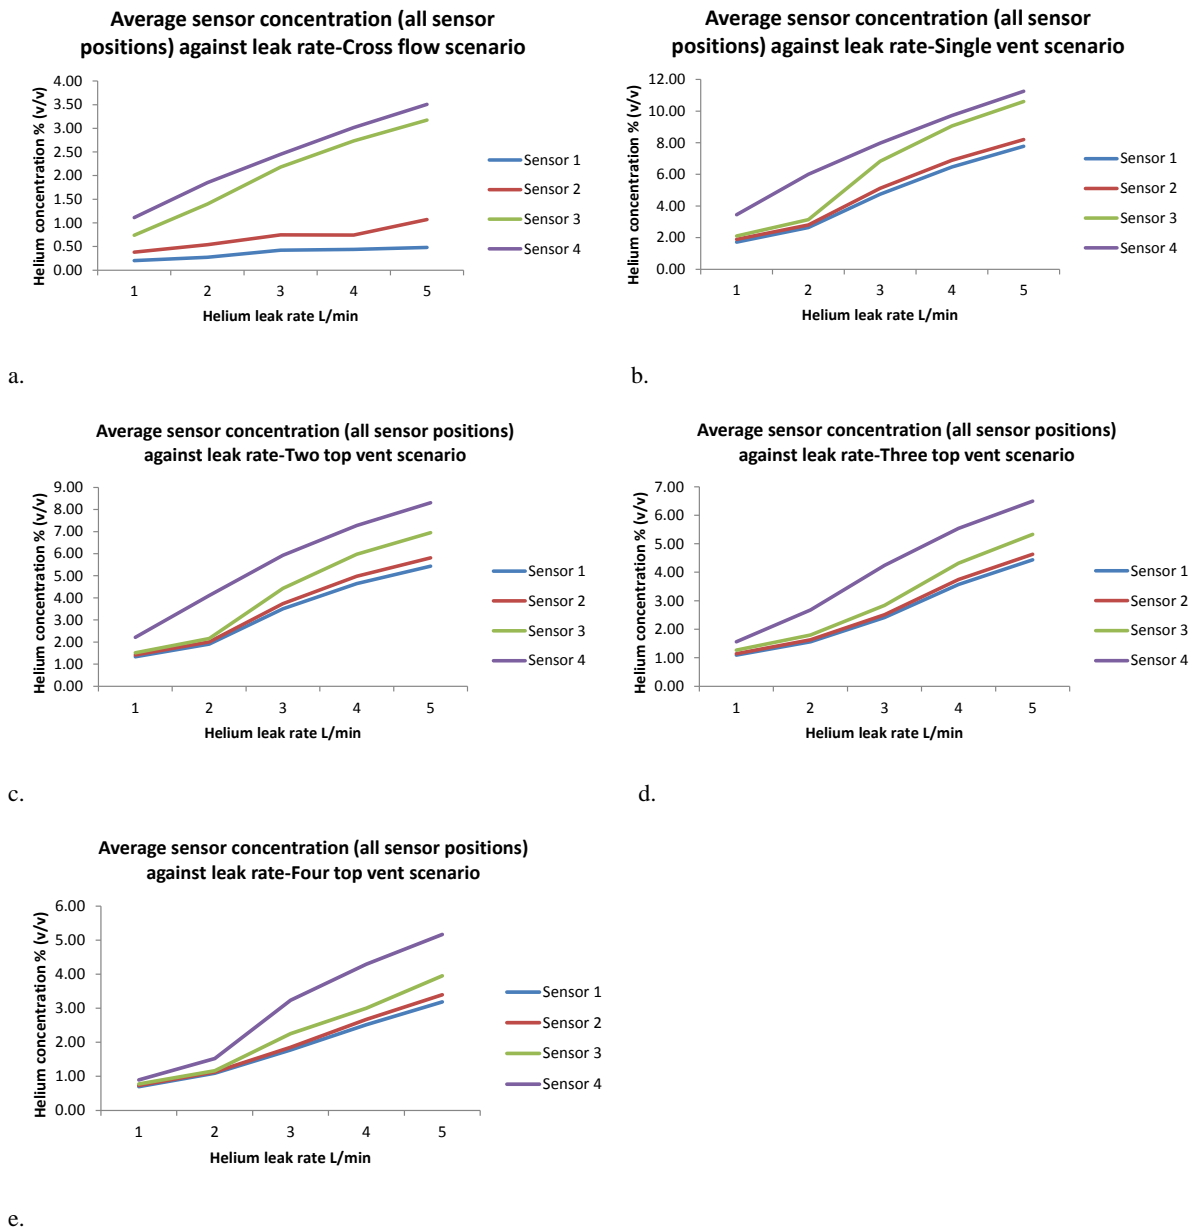 Average sensor concentration (all sensor
positions) against leak rate-Cross flow scenario
Helium concentration % (v/v)
4.00
3.50
3.00
2.50
2.00
1.50
1.00
0.50
0.00
1 2 3 4 5
Helium leak rate L/min
Sensor 1
Sensor 2
Sensor 3
Sensor 4
a.
Average sensor concentration (all sensor
positions) against leak rate-Single vent scenario
Helium concentration % (v/v)
12.00
10.00
8.00
6.00
4.00
2.00
0.00
1 2 3 4 5
Helium leak rate L/min
Sensor 1
Sensor 2
Sensor 3
Sensor 4
b.
Average sensor concentration (all sensor positions)
against leak rate-Two top vent scenario
Helium concentration % (v/v)
9.00
8.00
7.00
6.00
5.00
4.00
3.00
2.00
1.00
0.00
1 2 3 4 5
Helium leak rate L/min
Sensor 1
Sensor 2
Sensor 3
Sensor 4
c.
Average sensor concentration (all sensor positions)
against leak rate-Three top vent scenario
Helium concentration % (v/v)
7.00
6.00
5.00
4.00
3.00
2.00
1.00
0.00
1 2 3 4 5
Helium leak rate L/min
Sensor 1
Sensor 2
Sensor 3
Sensor 4
d.
Average sensor concentration (all sensor positions)
against leak rate-Four top vent scenario
Helium concentration % (v/v)
6.00
5.00
4.00
3.00
2.00
1.00
0.00
1 2 3 4 5
Helium leak rate L/min
Sensor 1
Sensor 2
Sensor 3
Sensor 4
e.